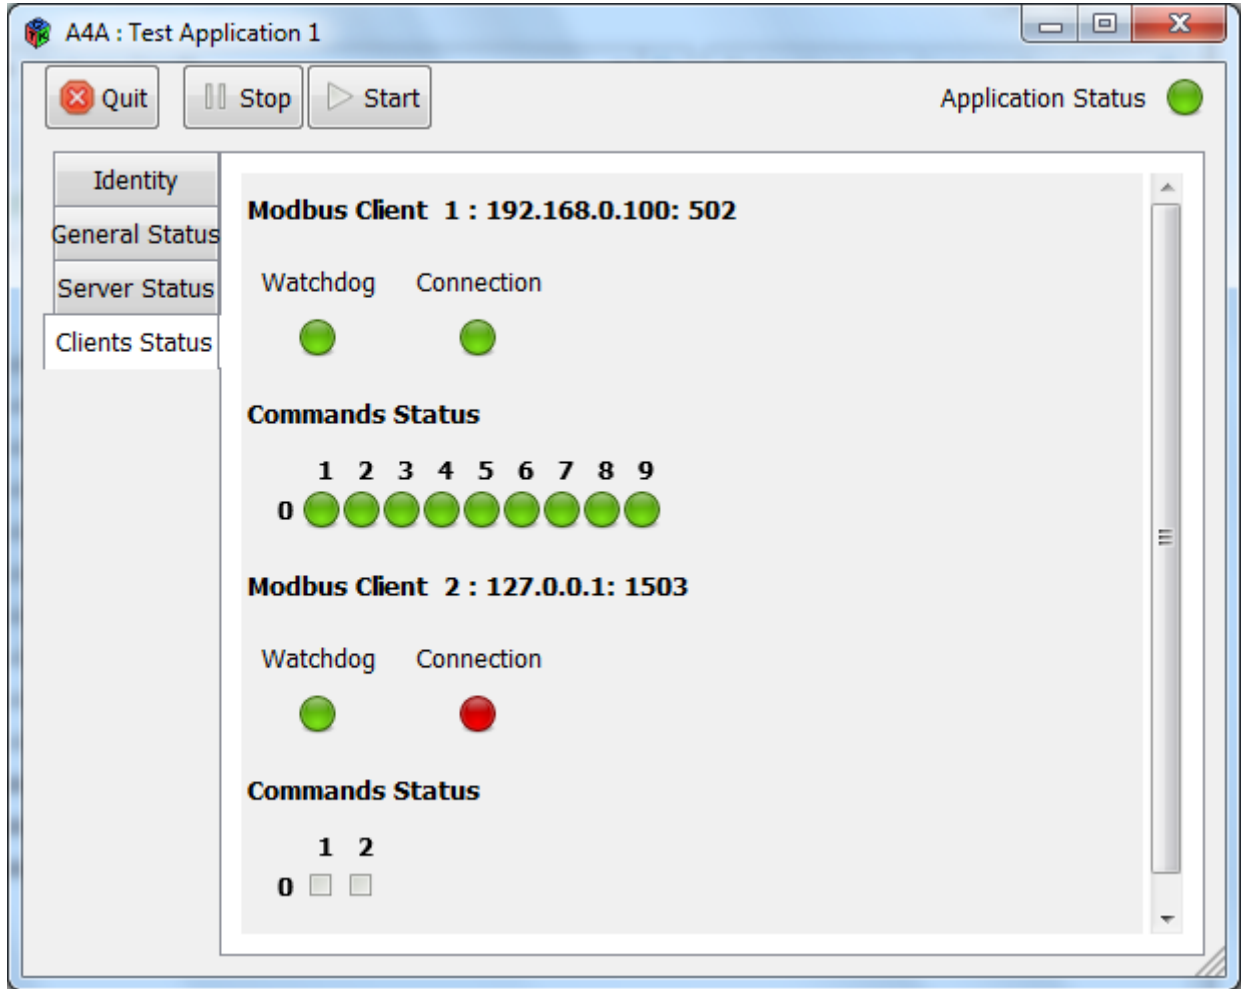 A4A : Test Application 1
Quit Stop Start Application Status
Identity
General Status
Server Status
Clients Status
Modbus Client 1 : 192.168.0.100: 502
Watchdog Connection
Commands Status
1 2 3 4 5 6 7 8 9
0
Modbus Client 2 : 127.0.0.1: 1503
Watchdog Connection
Commands Status
1 2
0